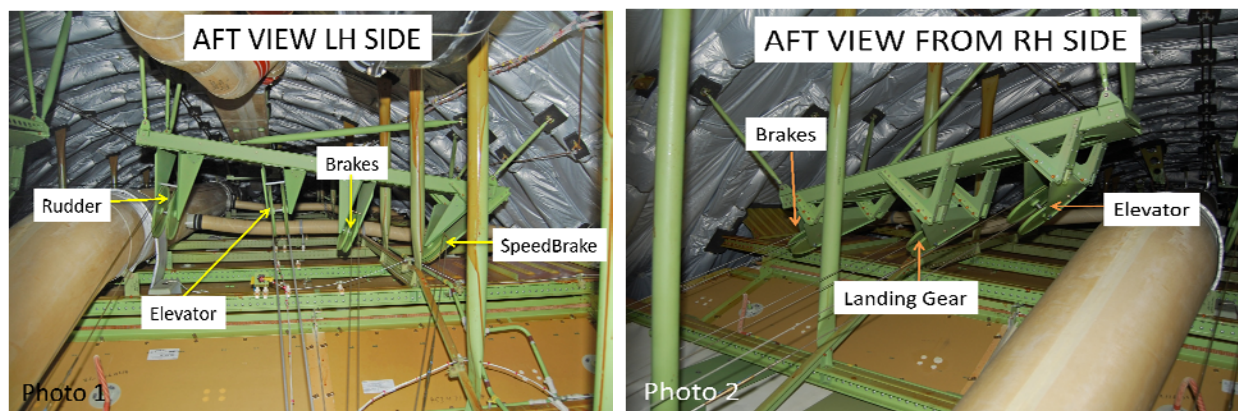 AFT VIEW LH SIDE
Brakes
Rudder
SpeedBrake
Elevator
Photo 1
AFT VIEW FROM RH SIDE
Brakes
Elevator
Landing Gear
Photo 2